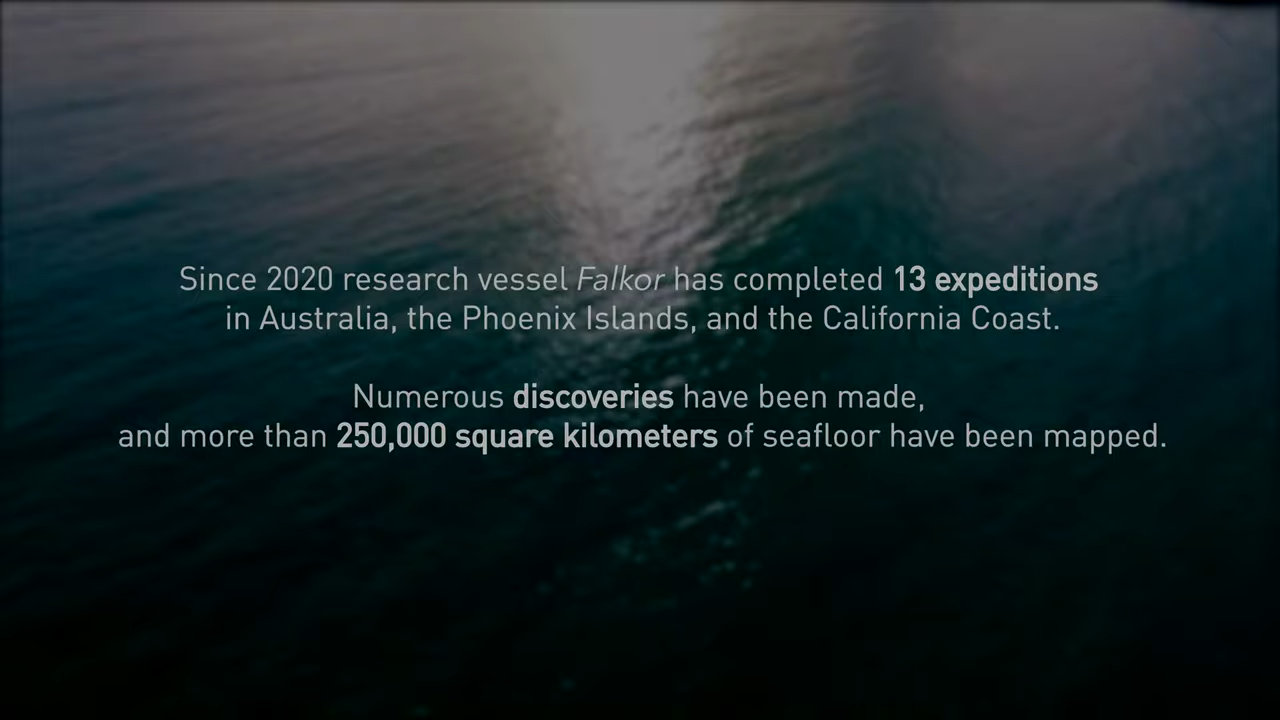 Since 2020 research vessel Falkor has completed 13 expeditions
in Australia, the Phoenix Islands, and the California Coast.
Numerous discoveries have been made,
and more than 250,000 square kilometers of seafloor have been mapped.